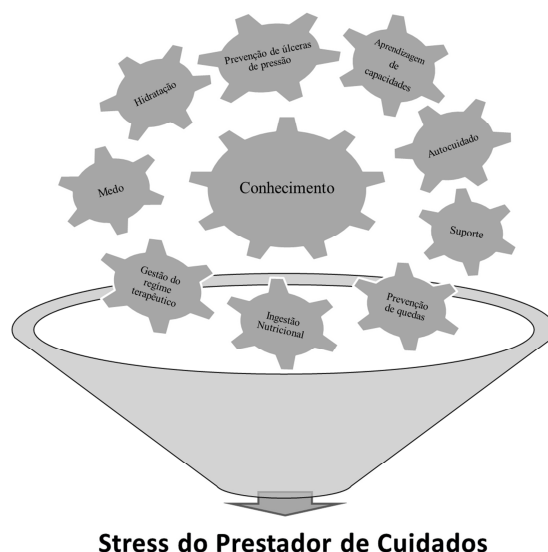 Prevenção de úlceras
de pressão
Aprendizagem
de
capacidades
Hidratação
Autocuidado
Medo
Conhecimento
Suporte
Gestão do
regime
terapêutico
Ingestão
Nutricional
Prevenção
de quedas
Stress do Prestador de Cuidados